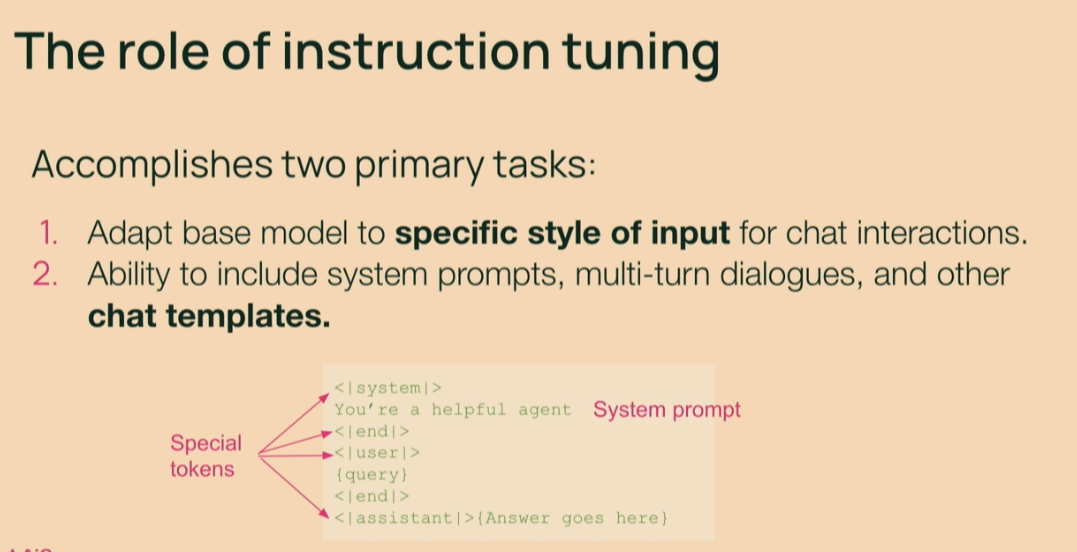 The role of instruction tuning
Accomplishes two primary tasks:
1. Adapt base model to specific style of input for chat interactions.
2. Ability to include system prompts, multi-turn dialogues, and other
chat templates.
<|system|>
You're a helpful agent System prompt
<|end|>
<|user|>
Special
tokens
{query}
<|end|>
<|assistant|>{Answer goes here}